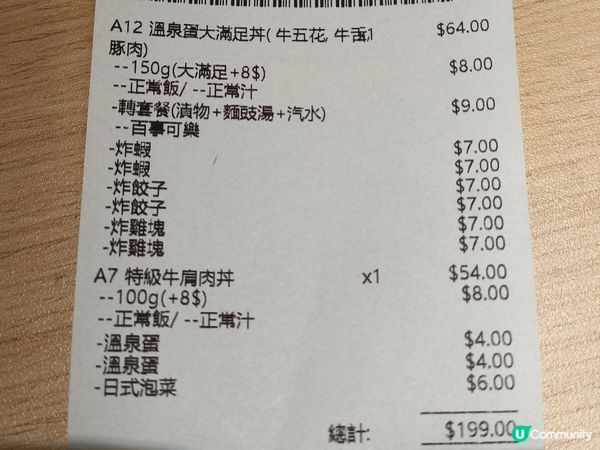 A12 溫泉蛋大滿足丼( 牛五花, 牛舌,1 $64.00
豚肉)
--150g(大滿足+8$) $8.00
--正常飯/ --正常汁
-轉套餐(漬物+麵豉湯+汽水) $9.00
--百事可樂
-炸蝦 $7.00
-炸蝦 $7.00
-炸餃子 $7.00
-炸餃子 $7.00
-炸雞塊 $7.00
-炸雞塊 $7.00
A7 特級牛肩肉丼 x1 $54.00
--100g(+8$) $8.00
--正常飯/ --正常汁
-溫泉蛋 $4.00
-溫泉蛋 $4.00
-日式泡菜 $6.00
總計: $199.00
U Community